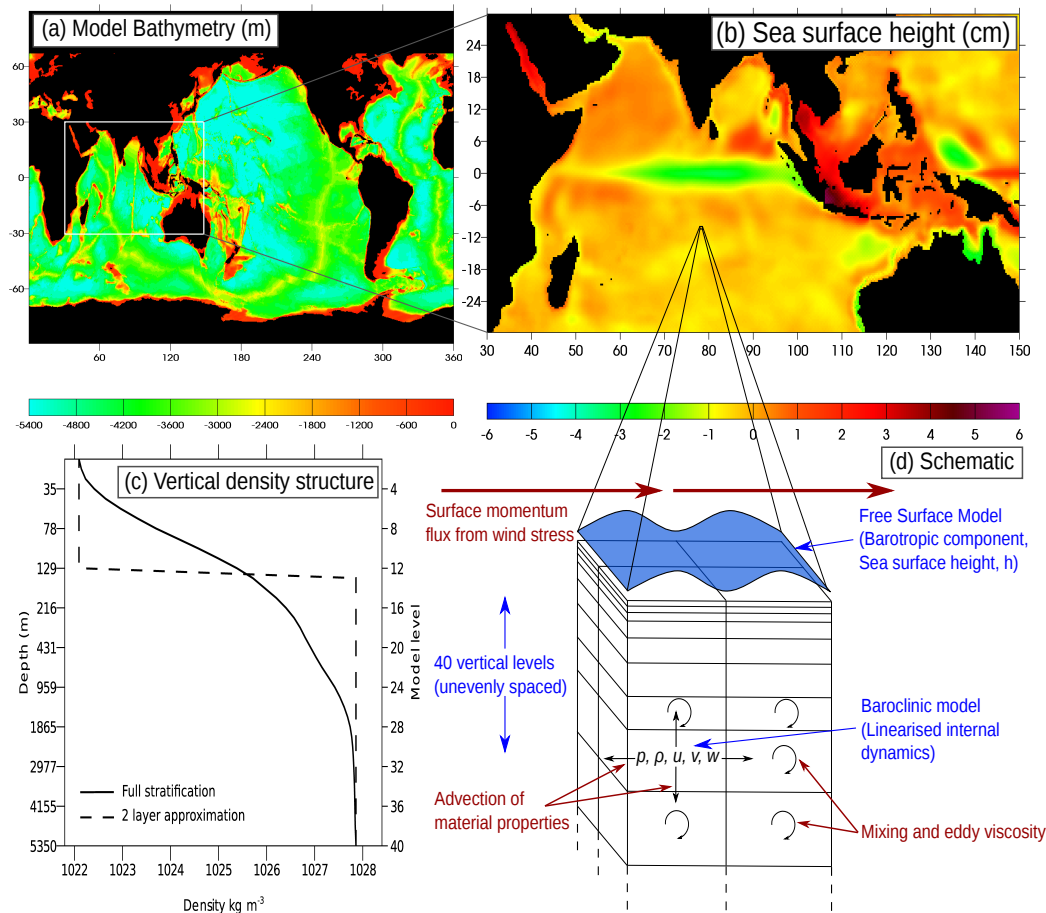 (a) Model Bathymetry (m)
60
30
0
-30
-60
60 120 180 240 300 360
-5400 -4400 -3600 -2900 -2400 -1800 -1200 -600 0
(b) Sea surface height (cm)
24
18
12
6
0
-6
-12
-18
-24
30 40 50 60 70 80 90 100 110 120 130 140 150
-6 -5 -4 -3 -2 -1 0 1 2 3 4 5 6
(c) Vertical density structure
Depth (m)
35
78
129
216
431
959
1865
2977
4155
5350
Model level
4
8
12
16
20
24
28
32
36
40
Full stratification
2 layer approximation
1022 1023 1024 1025 1026 1027 1028
Density kg m⁻³
(d) Schematic
Surface momentum
flux from wind stress
Free Surface Model
(Barotropic component,
Sea surface height, h)
40 vertical levels
(unevenly spaced)
Baroclinic model
(Linearised internal
dynamics)
p, ρ, u, v, w
Advection of
material properties
Mixing and eddy viscosity